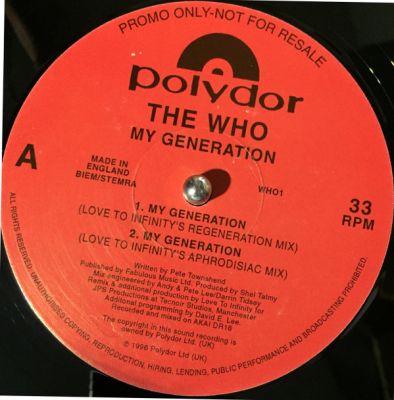 PROMO ONLY-NOT FOR RESALE
polydor
THE WHO
MY GENERATION
A
MADE IN
ENGLAND
BIEM/STEMRA
WHO1
33
RPM
1. MY GENERATION
(LOVE TO INFINITY'S REGENERATION MIX)
2. MY GENERATION
(LOVE TO INFINITY'S APHRODISIAC MIX)
Written by Pete Townshend
Published by Fabulous Music Ltd. Produced by Shel Talmy
Mix engineered by Andy & Pete Lee/Darrin Tidsey
Remix & additional production by Love To Infinity for
JPS Productions at Tecnoir Studios, Manchester
Additional programming by David E. Lee
Recorded and mixed on AKAI DR16
The copyright in this sound recording is
owned by Polydor Ltd. (UK)
© 1996 Polydor Ltd (UK)
ALL RIGHTS RESERVED. UNAUTHORISED COPYING, REPRODUCTION, HIRING, LENDING, PUBLIC PERFORMANCE AND BROADCASTING PROHIBITED.